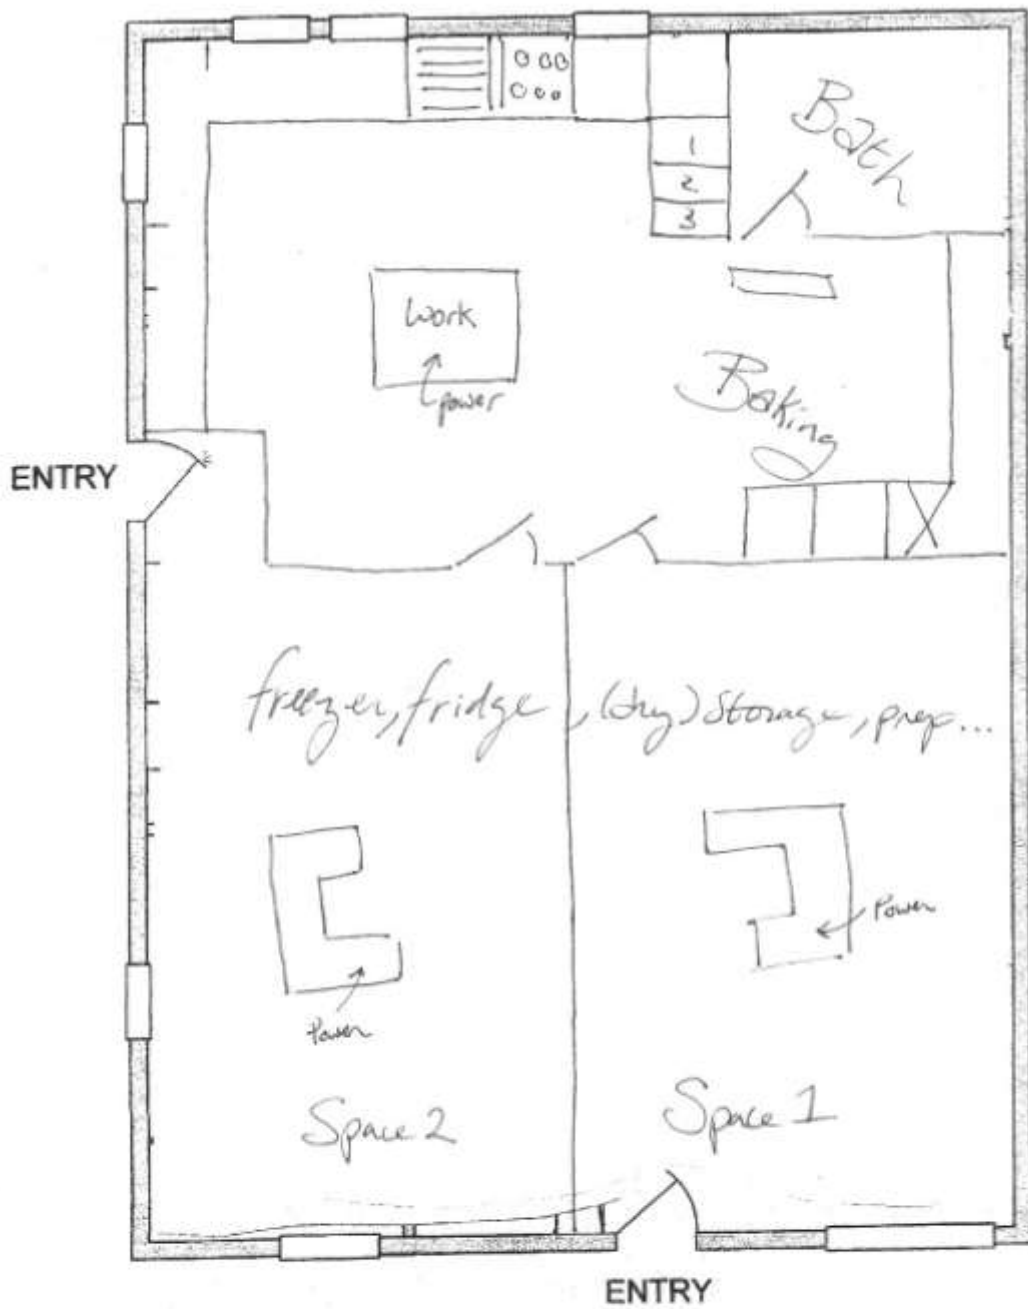 Bath
1
2
3
Work
power
Baking
ENTRY
freezer, fridge, (dry) storage, prep...
Power
Power
Space 2
Space 1
ENTRY